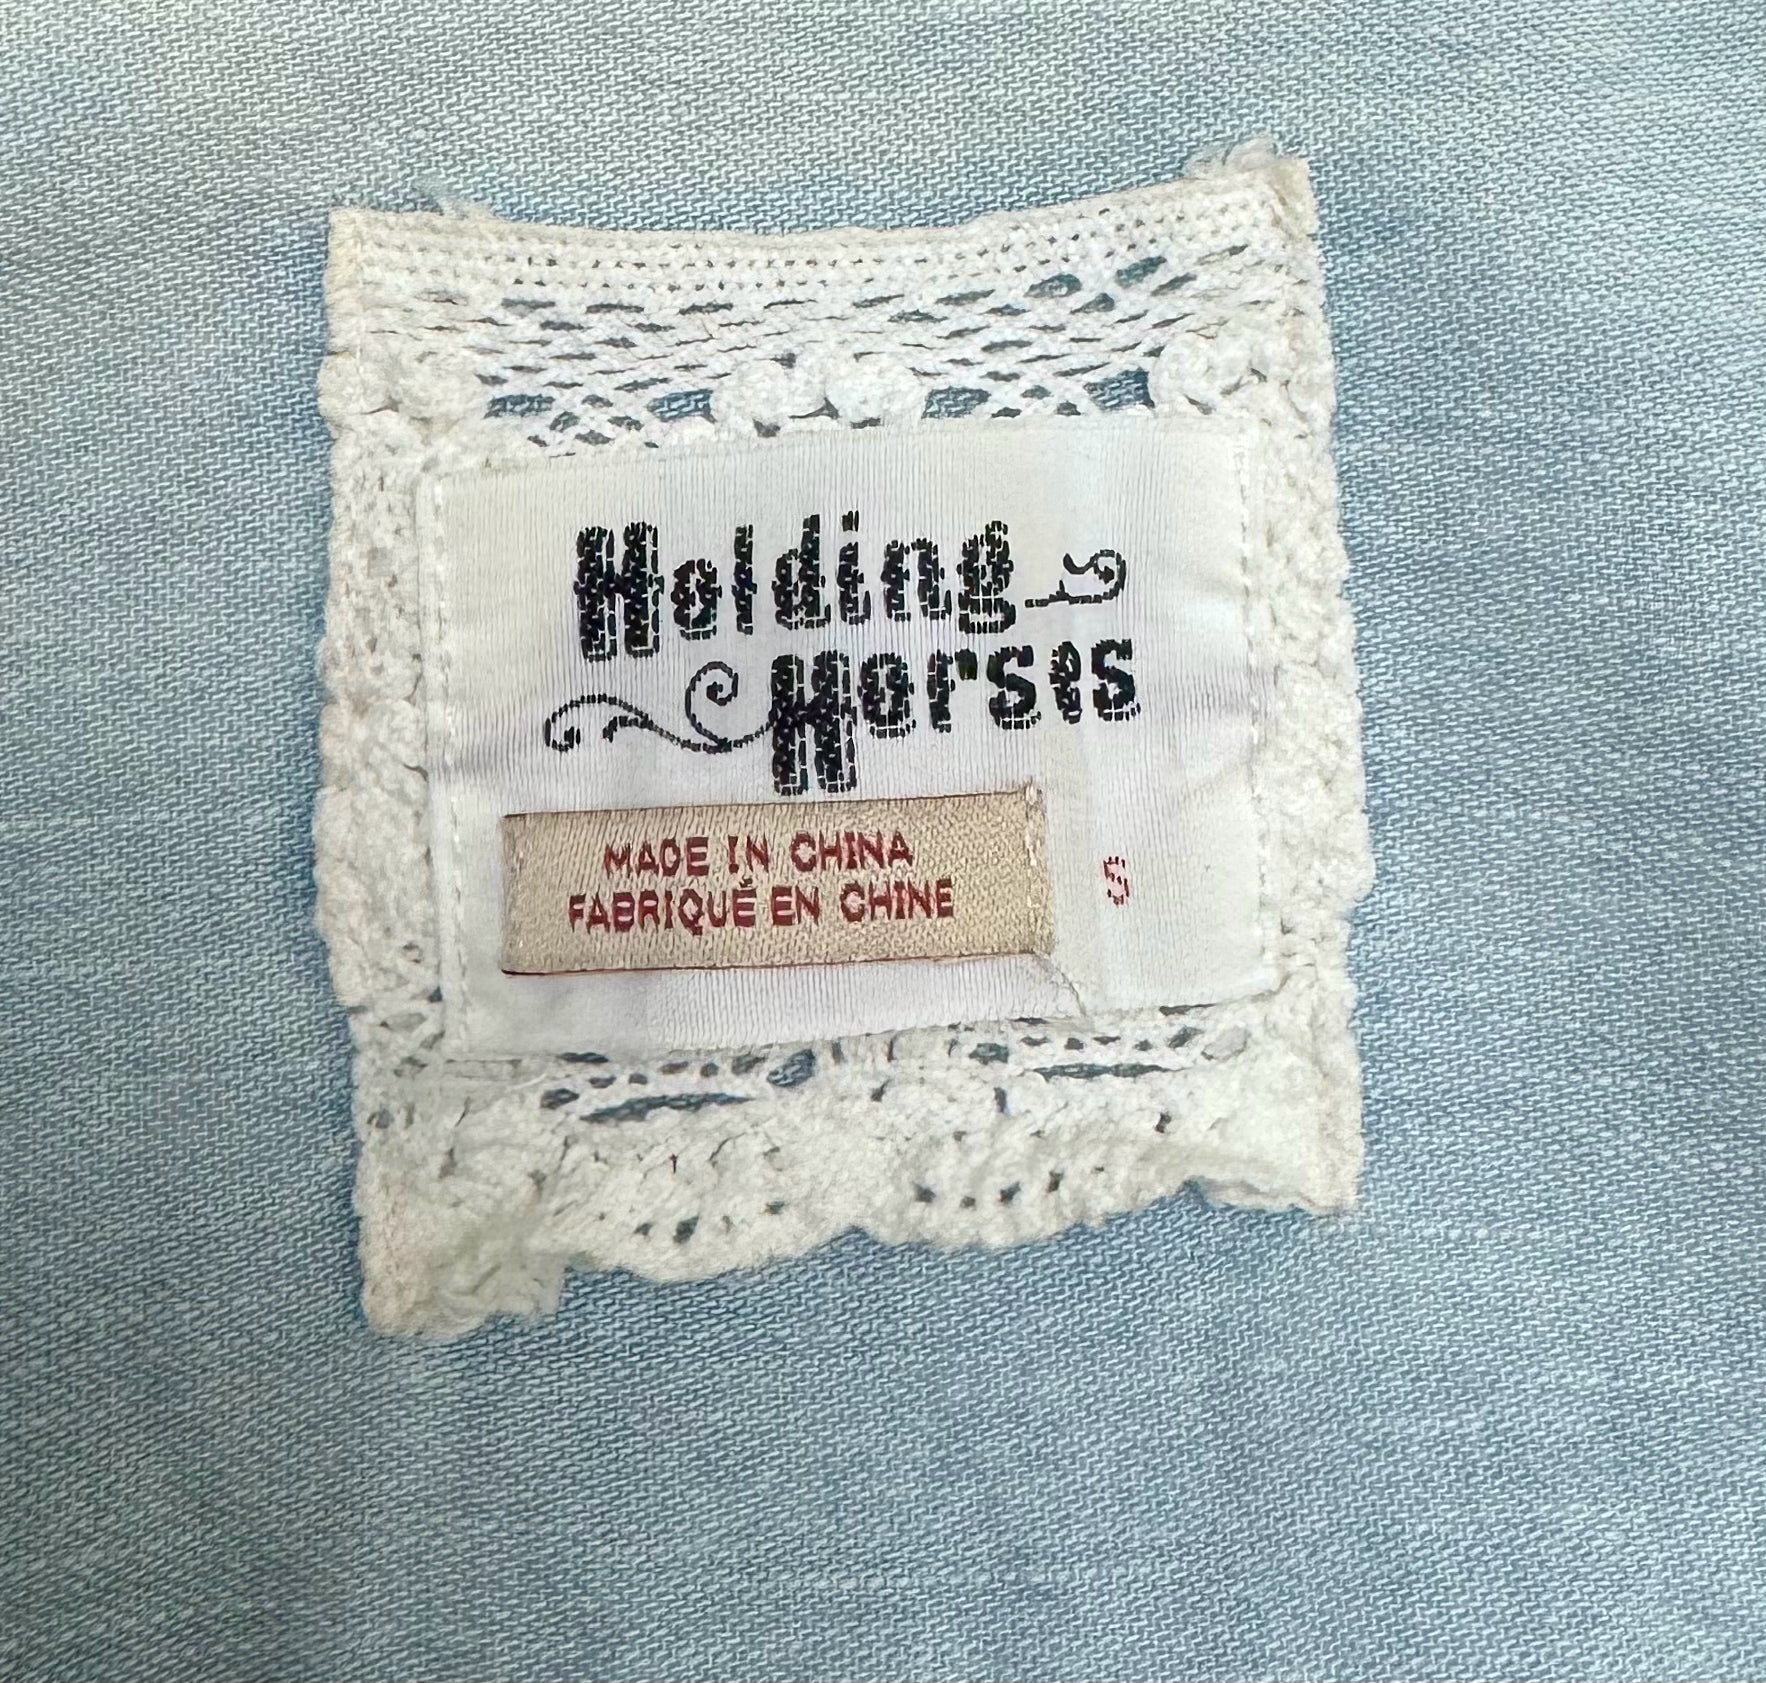 Holding
Horses
MADE IN CHINA
FABRIQUÉ EN CHINE
S